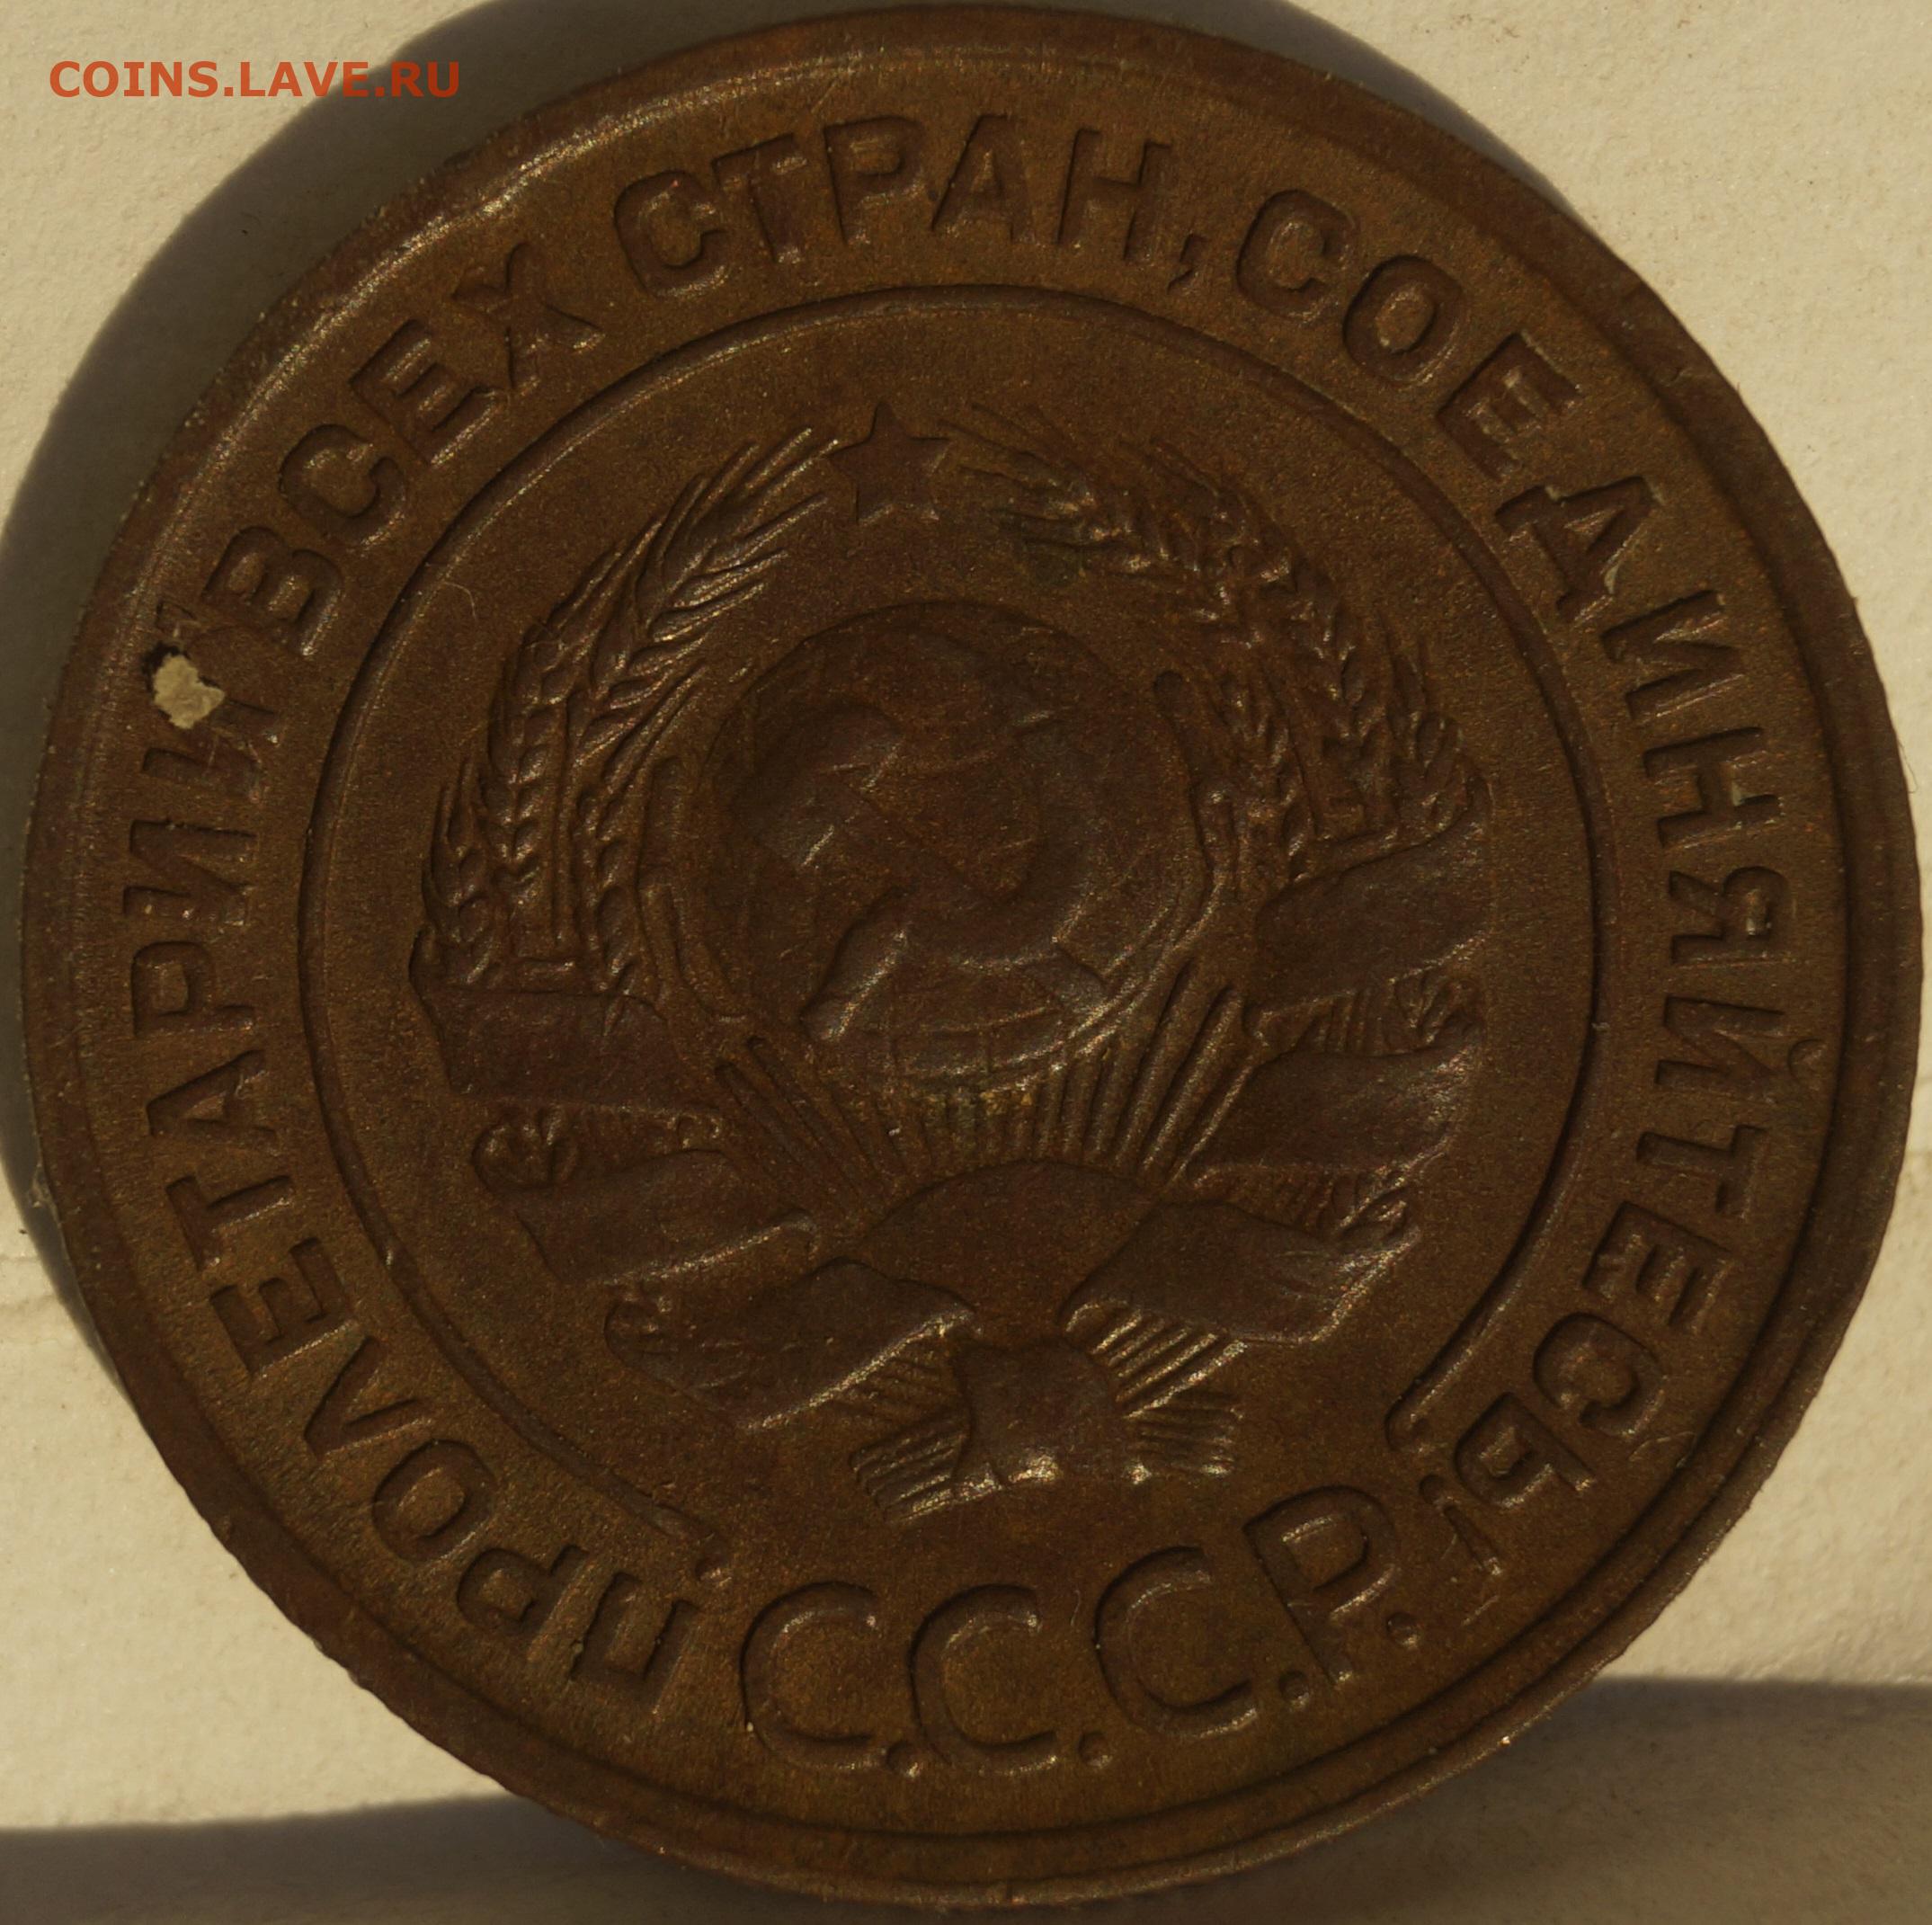 COINS.LAVE.RU
ПРОЛЕТАРИИ ВСЕХ СТРАН, СОЕДИНЯЙТЕСЬ!
С.С.С.Р.